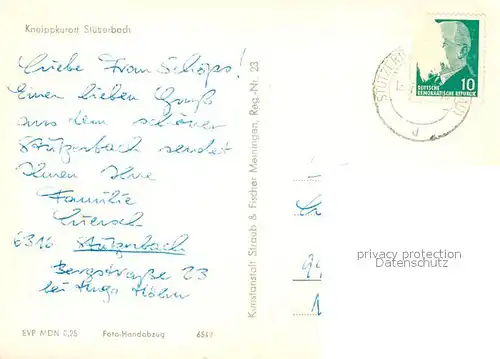 Kneippkurort Stützerbach
Liebe Frau Schöps!
Einen lieben Gruß
aus dem schönen
Stützerbach sendet
Ihnen Ihre
Familie
6316 Stützerbach
Bergstraße 23
bei Hugo Höhn
EVP MDN 0,25 Foto-Handabzug
Kunstanstalt Straub & Fischer Meiningen, Reg.-Nr. 23
10
DEUTSCHE
DEMOKRATISCHE REPUBLIK
d
privacy protection
Datenschutz